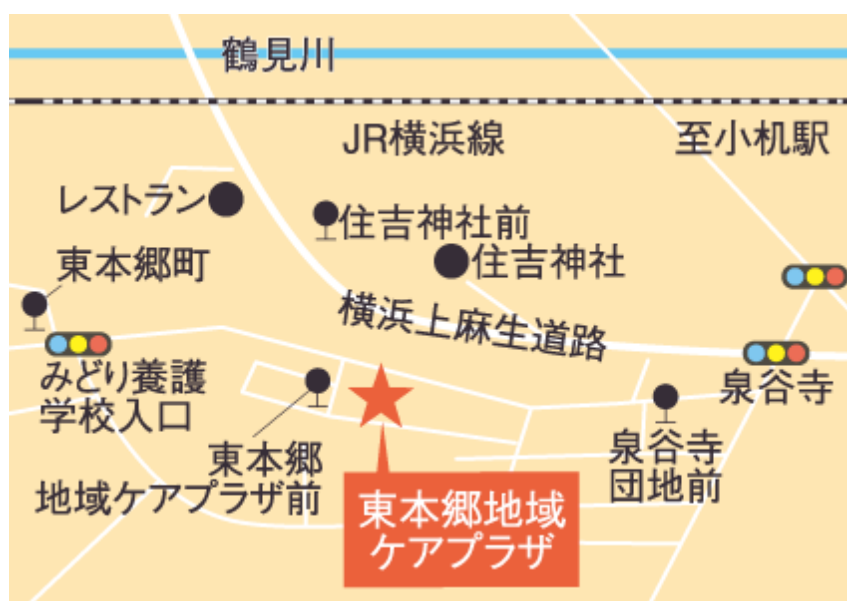 鶴見川
JR横浜線
至小机駅
レストラン
住吉神社前
東本郷町
住吉神社
横浜上麻生道路
みどり養護
学校入口
泉谷寺
東本郷
地域ケアプラザ前
泉谷寺
団地前
東本郷地域
ケアプラザ